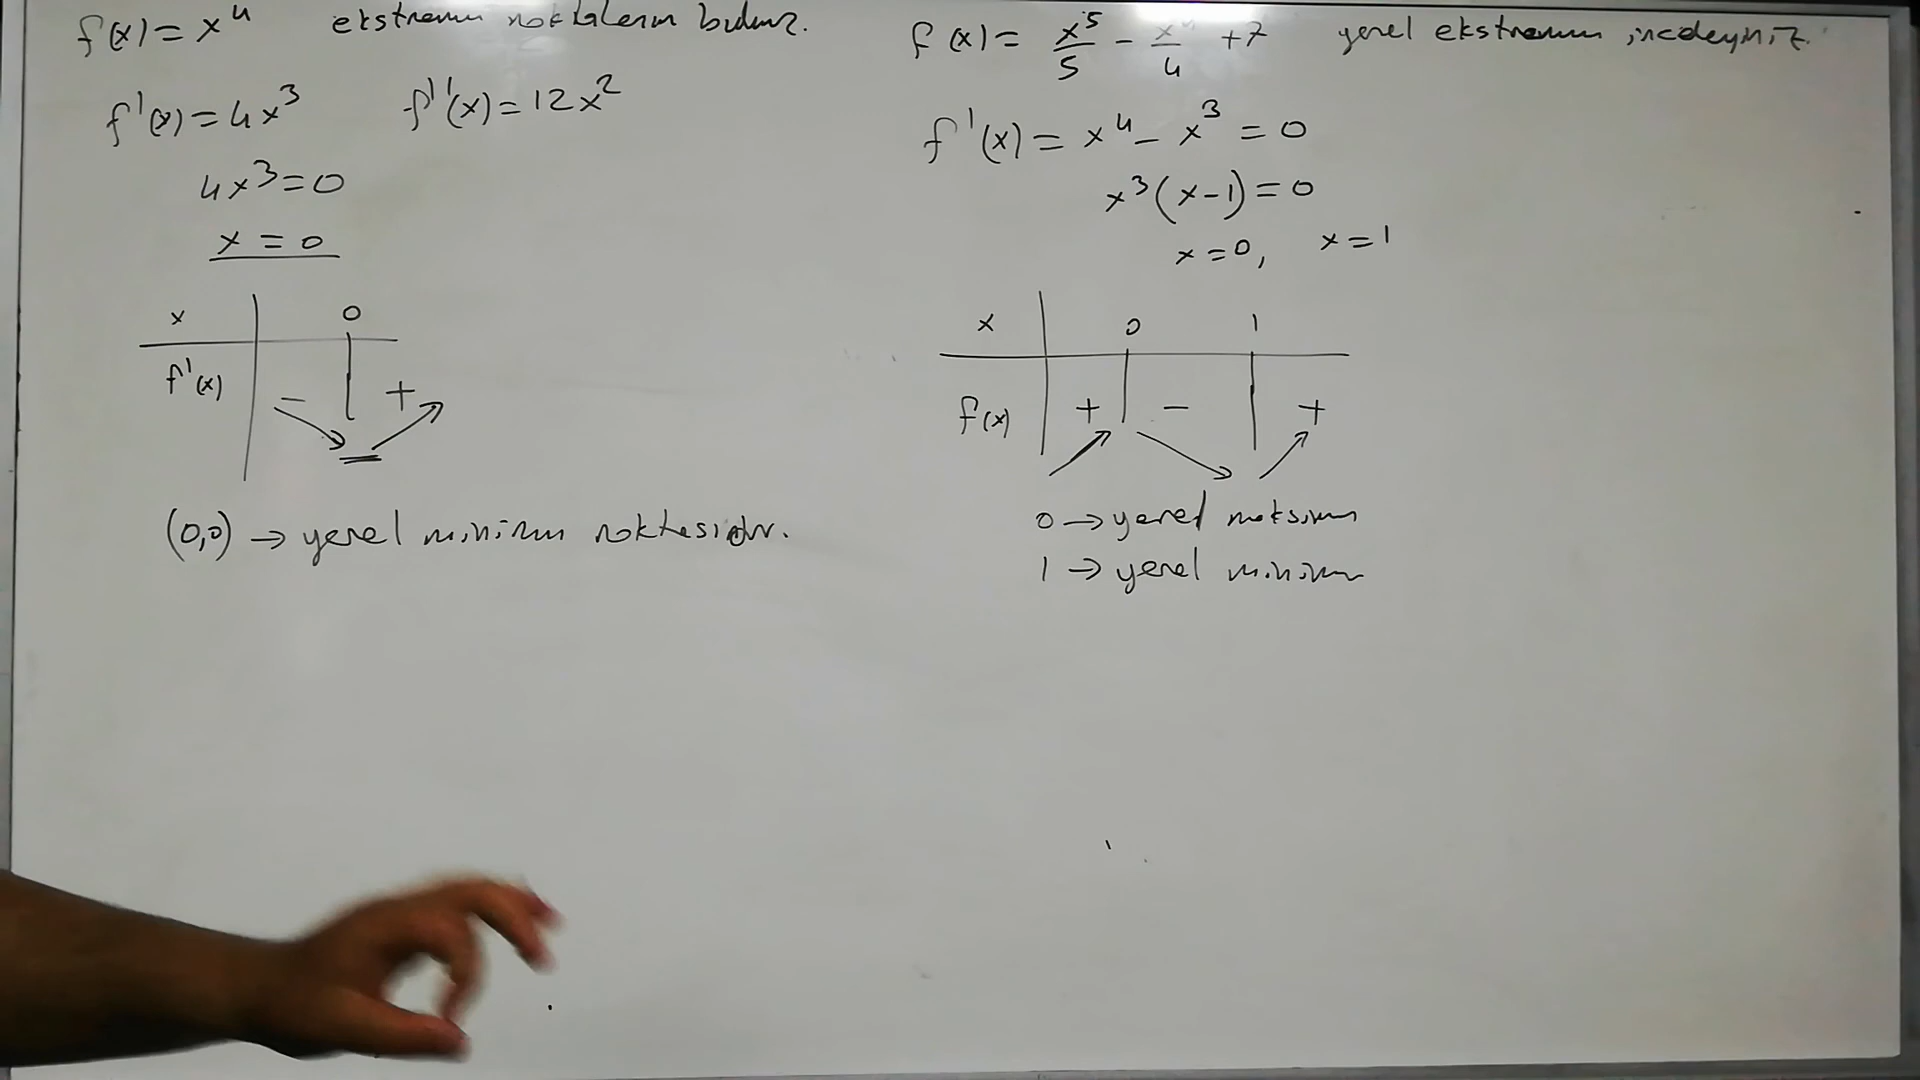 f(x) = x⁴ ekstremum noktalarını bulunuz.
f'(x) = 4x³ f''(x) = 12x²
4x³ = 0
x = 0
x 0
f'(x) - +
(0,0) → yerel minimum noktasıdır.
f(x) = x⁵/5 - x⁴/4 + 7 yerel ekstremum inceleyiniz.
f'(x) = x⁴ - x³ = 0
x³(x-1) = 0
x = 0, x = 1
x 0 1
f(x) + - +
0 → yerel maksimum
1 → yerel minimum